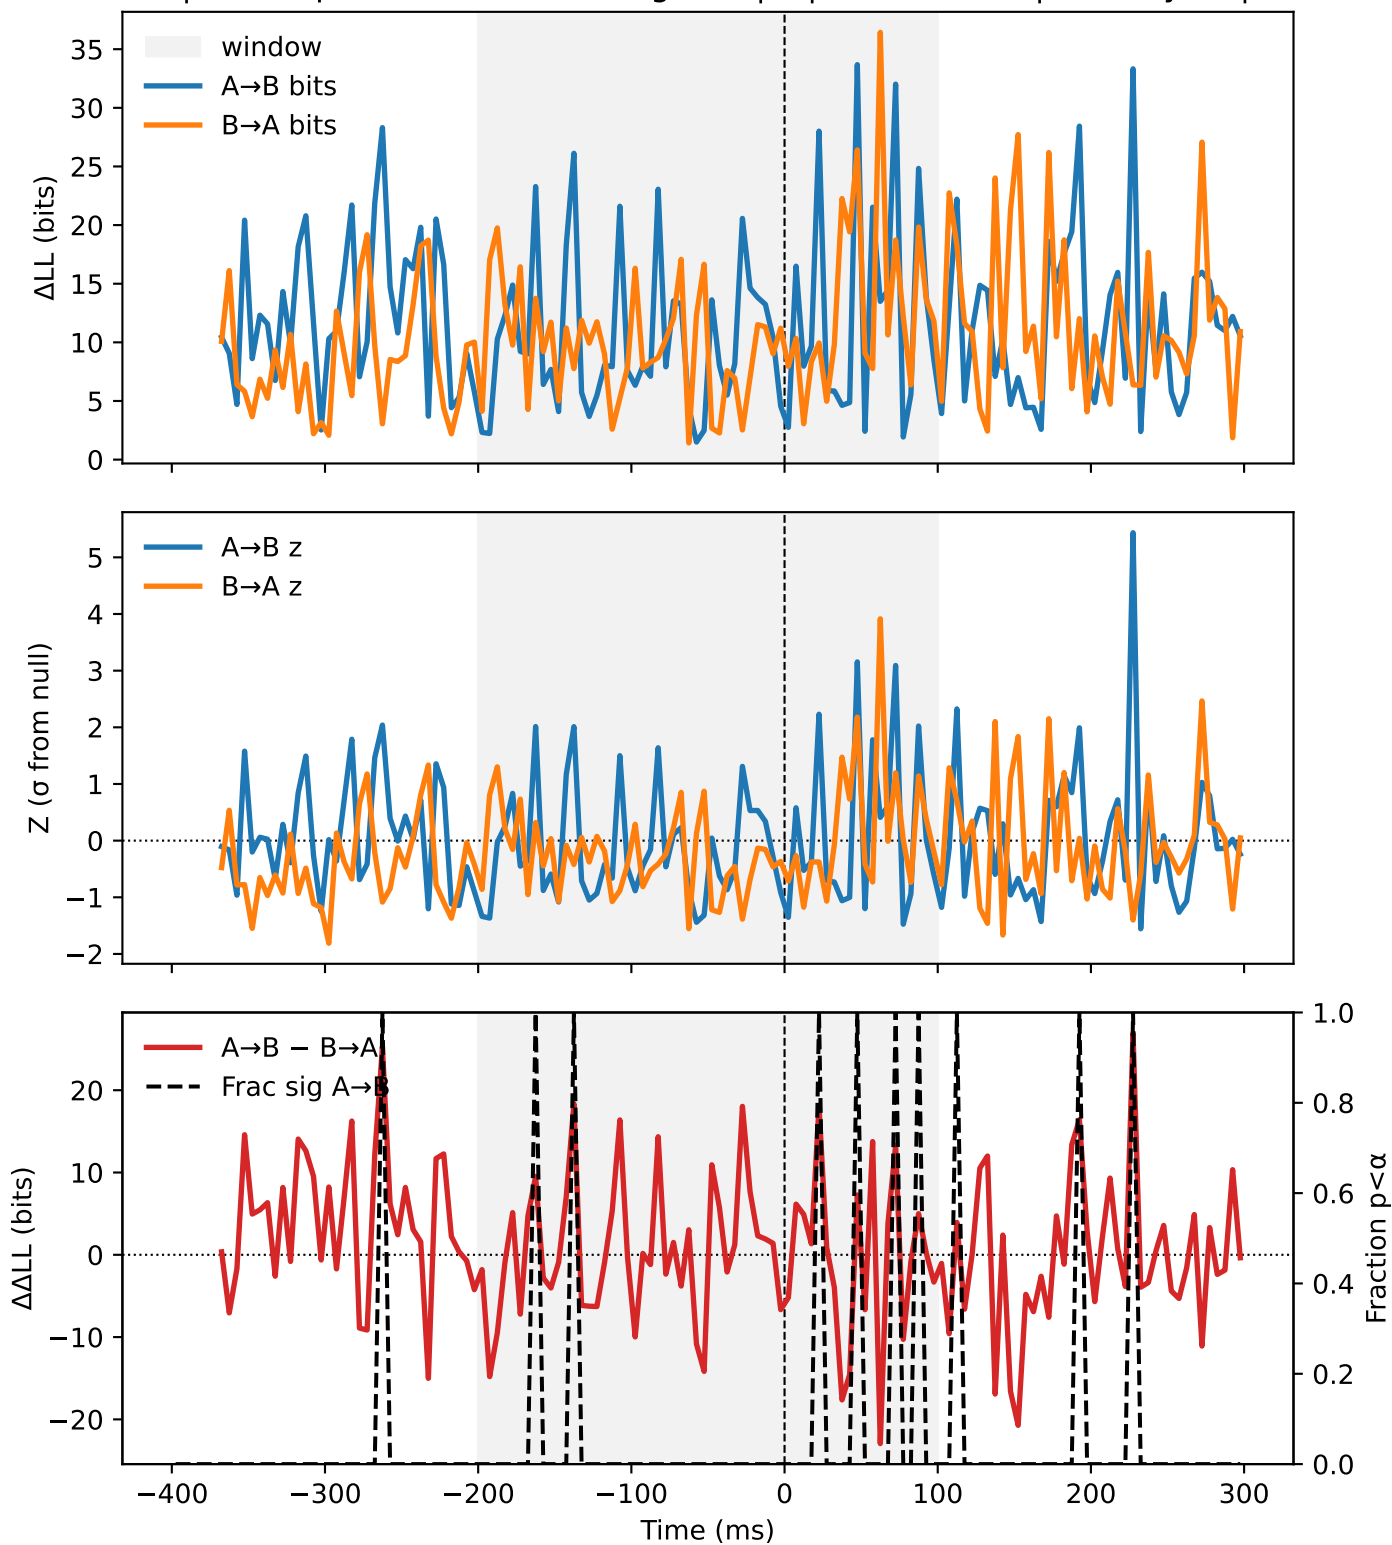 35
30
25
20
15
10
5
0
ΔLL (bits)
window
A→B bits
B→A bits
5
4
3
2
1
0
−1
−2
Z (σ from null)
A→B z
B→A z
20
10
0
−10
−20
ΔΔLL (bits)
A→B − B→A
Frac sig A→B
1.0
0.8
0.6
0.4
0.2
0.0
Fraction p<α
−400 −300 −200 −100 0 100 200 300
Time (ms)